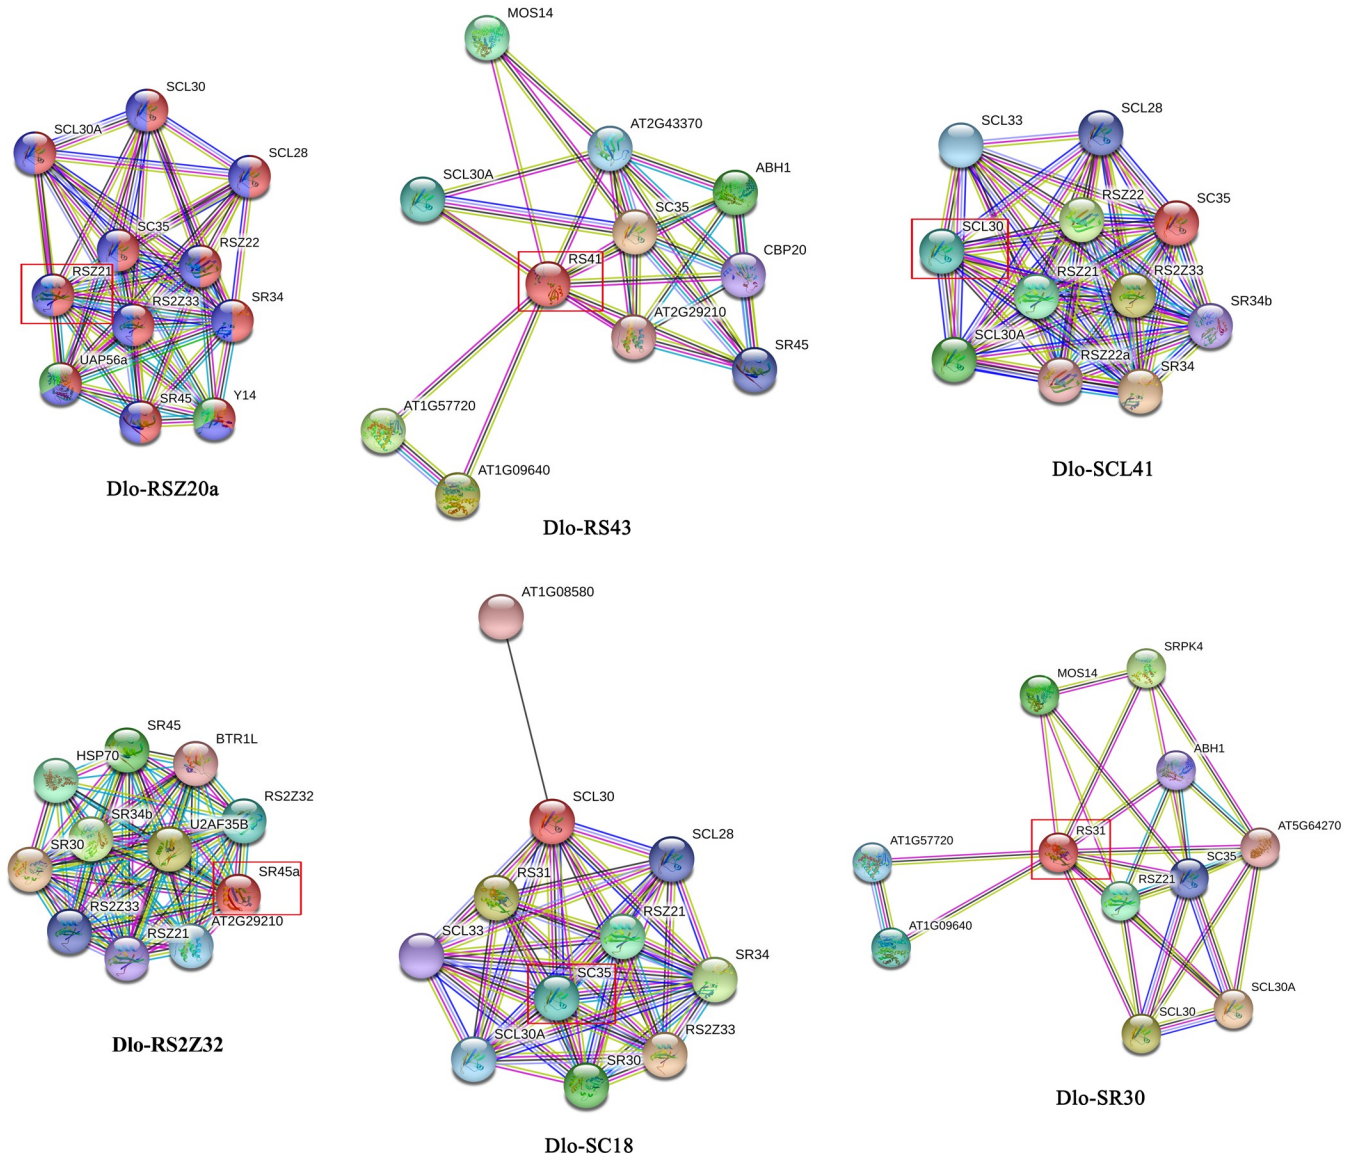 SCL30
SCL30A
SCL28
SC35
RSZ22
RSZ21
RS2Z33
SR34
UAP56a
SR45
Y14
Dlo-RSZ20a
MOS14
AT2G43370
ABH1
SCL30A
SC35
CBP20
RS41
AT2G29210
SR45
AT1G57720
AT1G09640
Dlo-RS43
SCL28
SCL33
RSZ22
SC35
SCL30
RSZ21
RS2Z33
SR34b
SCL30A
RSZ22a
SR34
Dlo-SCL41
SR45
BTR1L
HSP70
RS2Z32
SR34b
U2AF35B
SR30
SR45a
RS2Z33
AT2G29210
RSZ21
Dlo-RS2Z32
AT1G08580
SCL30
SCL28
RS31
RSZ21
SCL33
SR34
SC35
SCL30A
RS2Z33
SR30
Dlo-SC18
SRPK4
MOS14
ABH1
RS31
AT5G64270
AT1G57720
SC35
RSZ21
AT1G09640
SCL30A
SCL30
Dlo-SR30